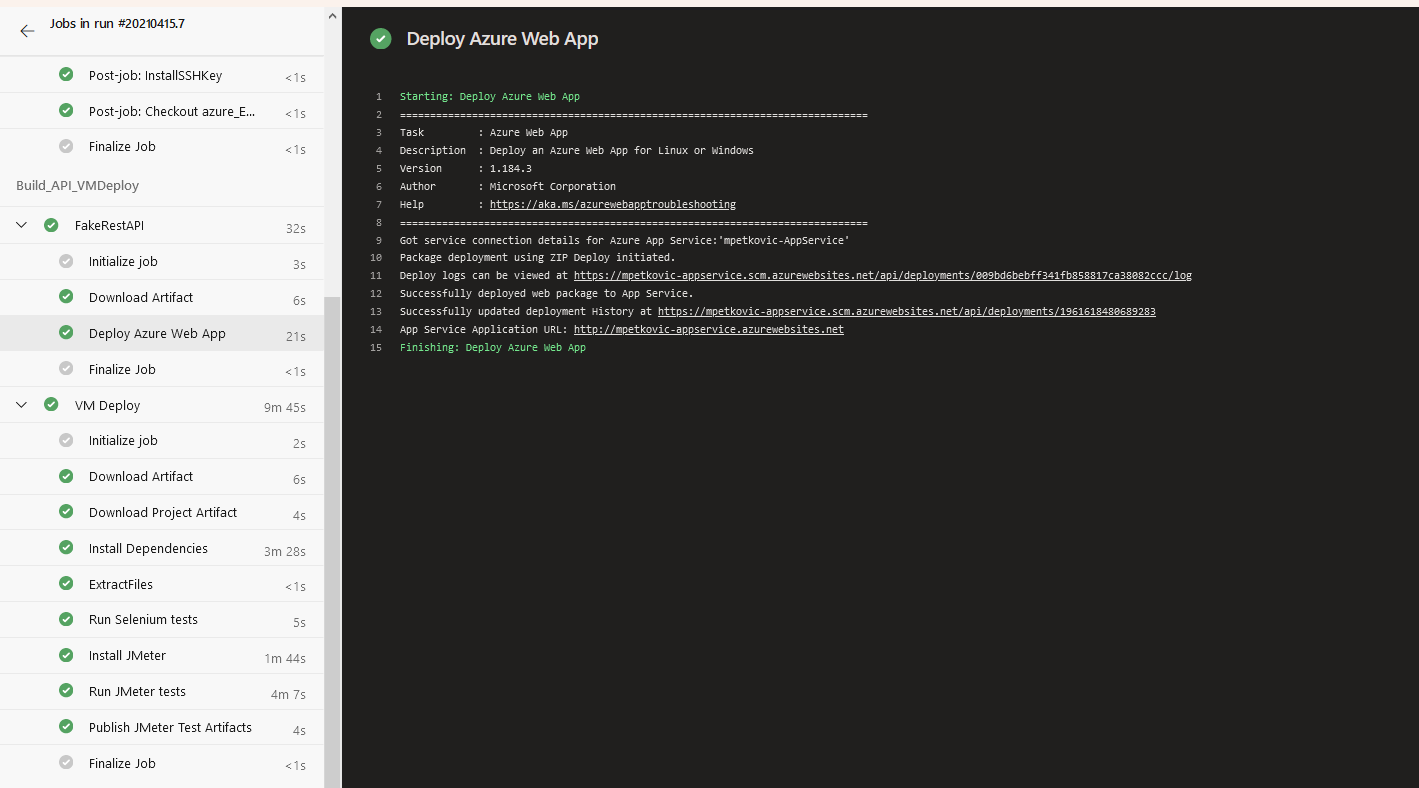 Jobs in run #20210415.7
Post-job: InstallSSHKey <1s
Post-job: Checkout azure_E... <1s
Finalize Job <1s
Build_API_VMDeploy
FakeRestAPI 32s
Initialize job 3s
Download Artifact 6s
Deploy Azure Web App 21s
Finalize Job <1s
VM Deploy 9m 45s
Initialize job 2s
Download Artifact 6s
Download Project Artifact 4s
Install Dependencies 3m 28s
ExtractFiles <1s
Run Selenium tests 5s
Install JMeter 1m 44s
Run JMeter tests 4m 7s
Publish JMeter Test Artifacts 4s
Finalize Job <1s
Deploy Azure Web App
1 Starting: Deploy Azure Web App
2 ==============================================================================
3 Task : Azure Web App
4 Description : Deploy an Azure Web App for Linux or Windows
5 Version : 1.184.3
6 Author : Microsoft Corporation
7 Help : https://aka.ms/azurewebapptroubleshooting
8 ==============================================================================
9 Got service connection details for Azure App Service:'mpetkovic-AppService'
10 Package deployment using ZIP Deploy initiated.
11 Deploy logs can be viewed at https://mpetkovic-appservice.scm.azurewebsites.net/api/deployments/009bd6bebff341fb858817ca38082ccc/log
12 Successfully deployed web package to App Service.
13 Successfully updated deployment History at https://mpetkovic-appservice.scm.azurewebsites.net/api/deployments/1961618480689283
14 App Service Application URL: http://mpetkovic-appservice.azurewebsites.net
15 Finishing: Deploy Azure Web App